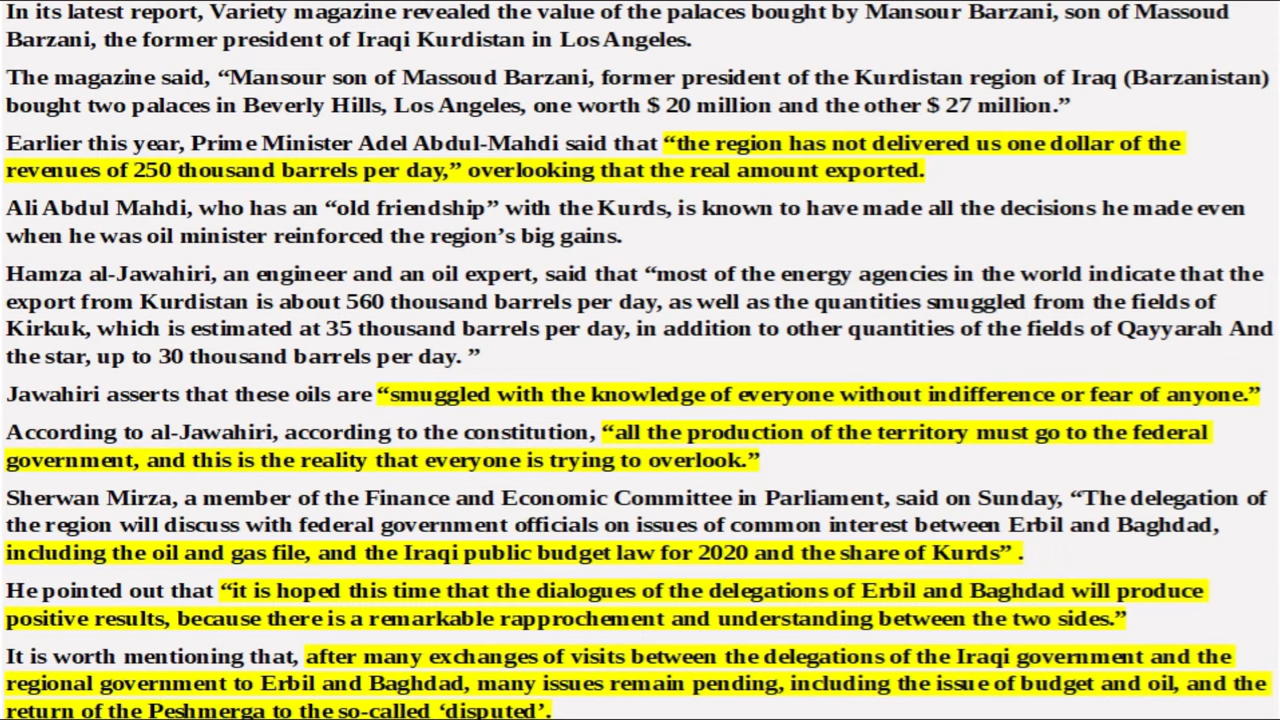 In its latest report, Variety magazine revealed the value of the palaces bought by Mansour Barzani, son of Massoud
Barzani, the former president of Iraqi Kurdistan in Los Angeles.
The magazine said, “Mansour son of Massoud Barzani, former president of the Kurdistan region of Iraq (Barzanistan)
bought two palaces in Beverly Hills, Los Angeles, one worth $ 20 million and the other $ 27 million.”
Earlier this year, Prime Minister Adel Abdul-Mahdi said that “the region has not delivered us one dollar of the
revenues of 250 thousand barrels per day,” overlooking that the real amount exported.
Ali Abdul Mahdi, who has an “old friendship” with the Kurds, is known to have made all the decisions he made even
when he was oil minister reinforced the region’s big gains.
Hamza al-Jawahiri, an engineer and an oil expert, said that “most of the energy agencies in the world indicate that the
export from Kurdistan is about 560 thousand barrels per day, as well as the quantities smuggled from the fields of
Kirkuk, which is estimated at 35 thousand barrels per day, in addition to other quantities of the fields of Qayyarah And
the star, up to 30 thousand barrels per day. ”
Jawahiri asserts that these oils are “smuggled with the knowledge of everyone without indifference or fear of anyone.”
According to al-Jawahiri, according to the constitution, “all the production of the territory must go to the federal
government, and this is the reality that everyone is trying to overlook.”
Sherwan Mirza, a member of the Finance and Economic Committee in Parliament, said on Sunday, “The delegation of
the region will discuss with federal government officials on issues of common interest between Erbil and Baghdad,
including the oil and gas file, and the Iraqi public budget law for 2020 and the share of Kurds” .
He pointed out that “it is hoped this time that the dialogues of the delegations of Erbil and Baghdad will produce
positive results, because there is a remarkable rapprochement and understanding between the two sides.”
It is worth mentioning that, after many exchanges of visits between the delegations of the Iraqi government and the
regional government to Erbil and Baghdad, many issues remain pending, including the issue of budget and oil, and the
return of the Peshmerga to the so-called ‘disputed’.